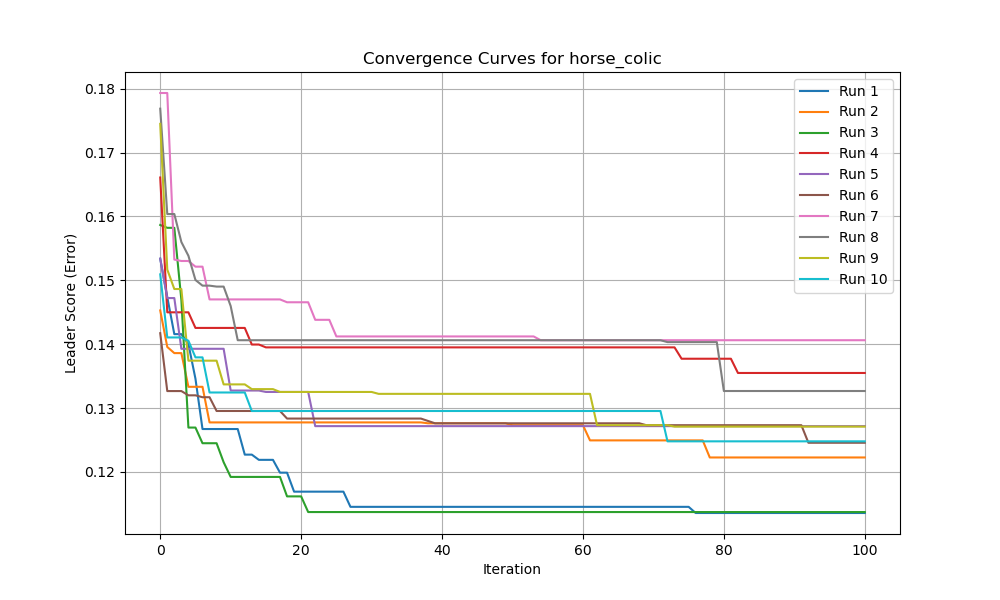 Convergence Curves for horse_colic
Leader Score (Error)
0.18
0.17
0.16
0.15
0.14
0.13
0.12
Run 1
Run 2
Run 3
Run 4
Run 5
Run 6
Run 7
Run 8
Run 9
Run 10
0 20 40 60 80 100
Iteration